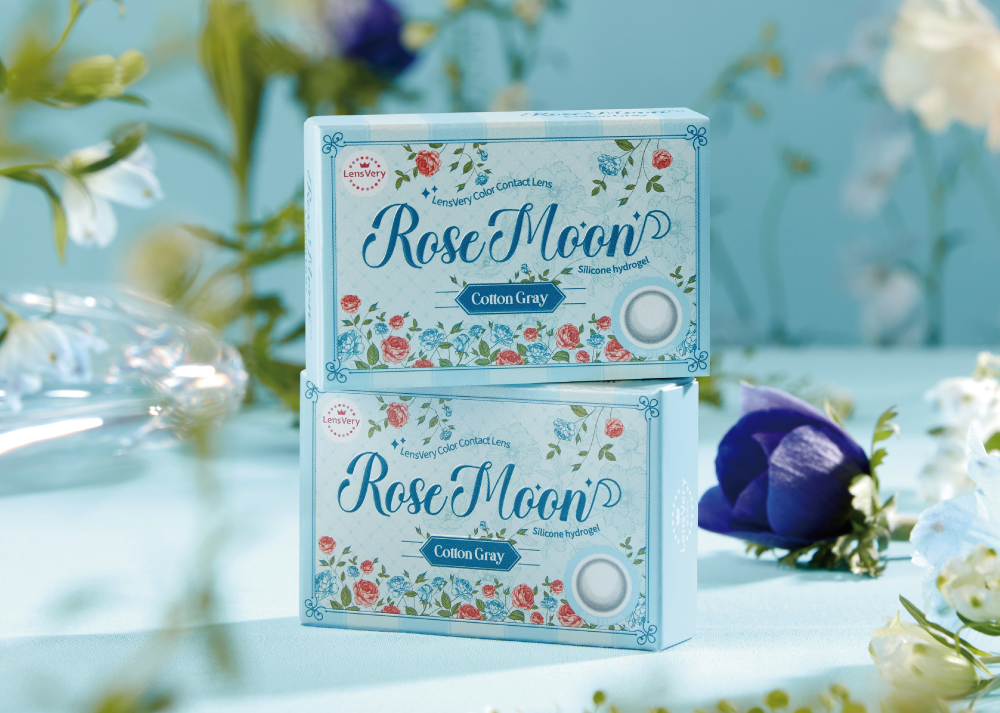 LensVery
LensVery Color Contact Lens
Rose Moon
Silicone hydrogel
Cotton Gray
LensVery
LensVery Color Contact Lens
Rose Moon
Silicone hydrogel
Cotton Gray